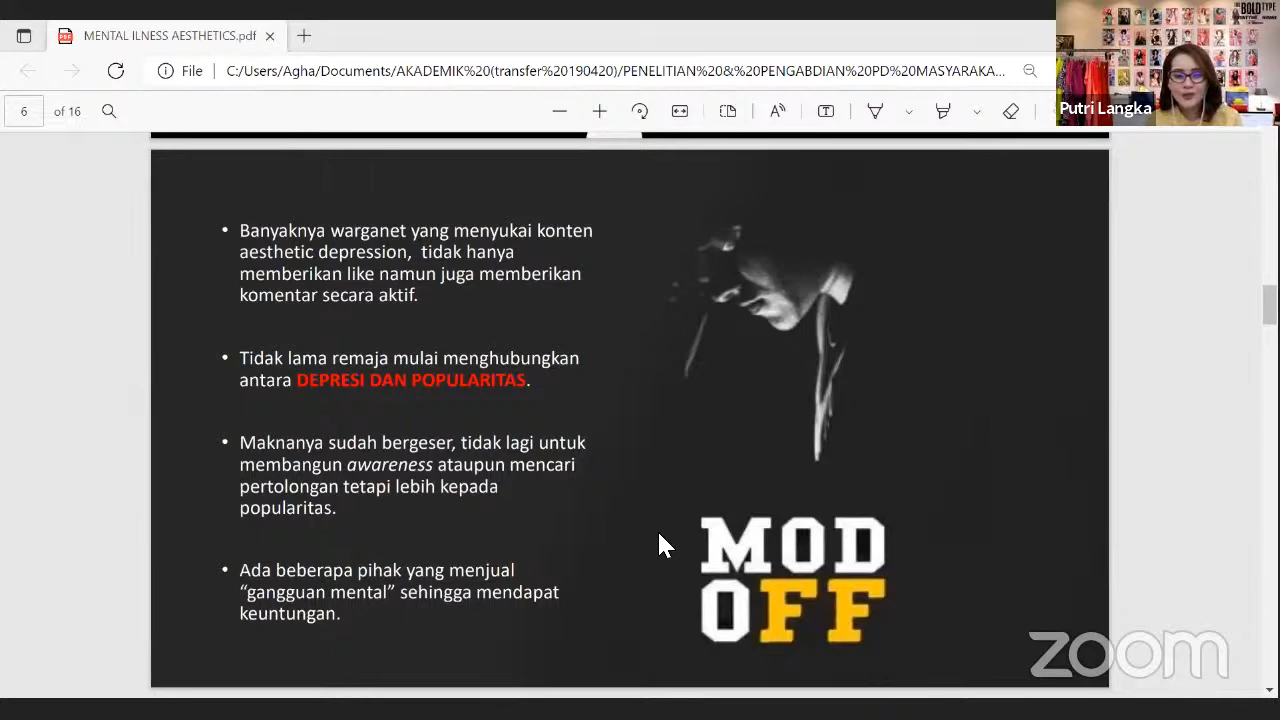 MENTAL ILNESS AESTHETICS.pdf
File
C:/Users/Agha/Documents/AKADEMIK%20(transfer%20190420)/PENELITIAN%20&%20PENGABDIAN%20PD%20MASYARAKA...
6 of 16
THE BOLD TYPE
Putri Langka
• Banyaknya warganet yang menyukai konten
aesthetic depression, tidak hanya
memberikan like namun juga memberikan
komentar secara aktif.
• Tidak lama remaja mulai menghubungkan
antara DEPRESI DAN POPULARITAS.
• Maknanya sudah bergeser, tidak lagi untuk
membangun awareness ataupun mencari
pertolongan tetapi lebih kepada
popularitas.
• Ada beberapa pihak yang menjual
“gangguan mental” sehingga mendapat
keuntungan.
MOD
OFF
zoom